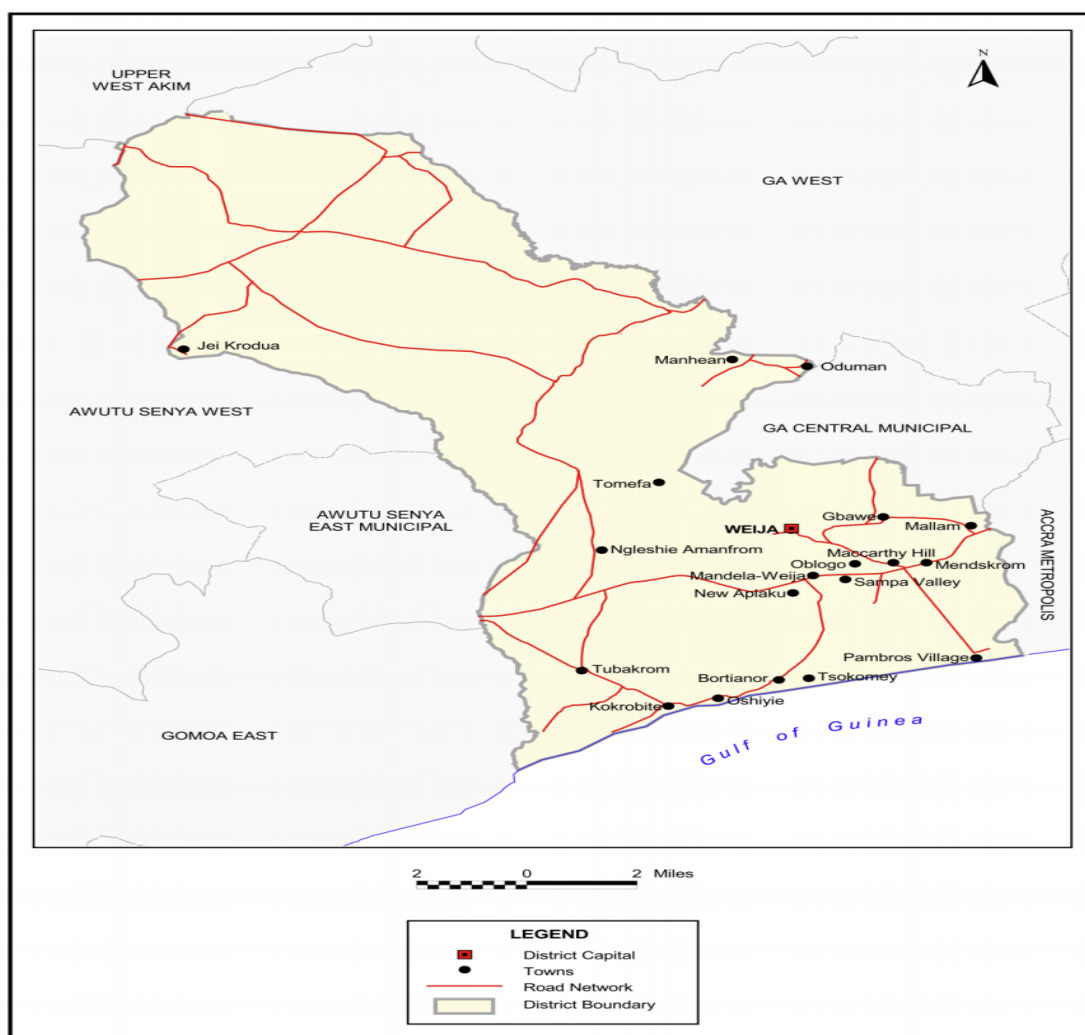 N
UPPER
WEST AKIM
GA WEST
Jei Krodua
Manhean
Oduman
AWUTU SENYA WEST
GA CENTRAL MUNICIPAL
Tomefa
AWUTU SENYA
EAST MUNICIPAL
WEIJA
Gbawe
Mallam
ACCRA METROPOLIS
Ngleshie Amanfrom
Maccarthy Hill
Oblogo
Mendskrom
Mandela-Weija
Sampa Valley
New Aplaku
Pambros Village
Tubakrom
Bortianor
Tsokomey
Kokrobite
Oshiyie
GOMOA EAST
Gulf of Guinea
2 0 2 Miles
LEGEND
District Capital
Towns
Road Network
District Boundary